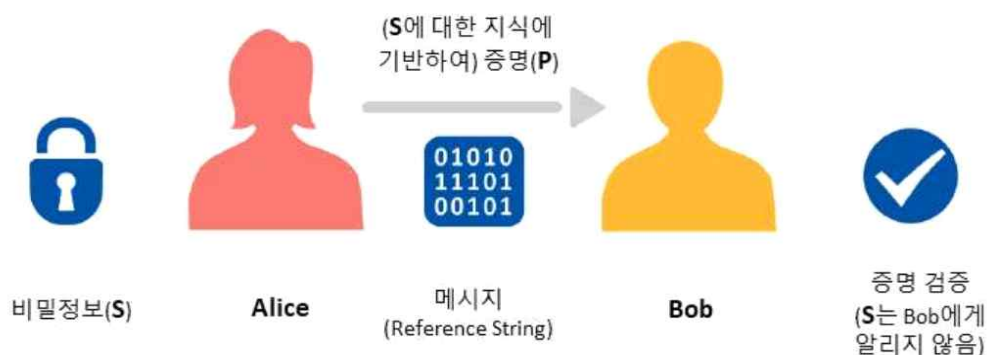 (S에 대한 지식에
기반하여) 증명(P)
01010
11101
00101
비밀정보(S)
Alice
메시지
(Reference String)
Bob
증명 검증
(S는 Bob에게
알리지 않음)